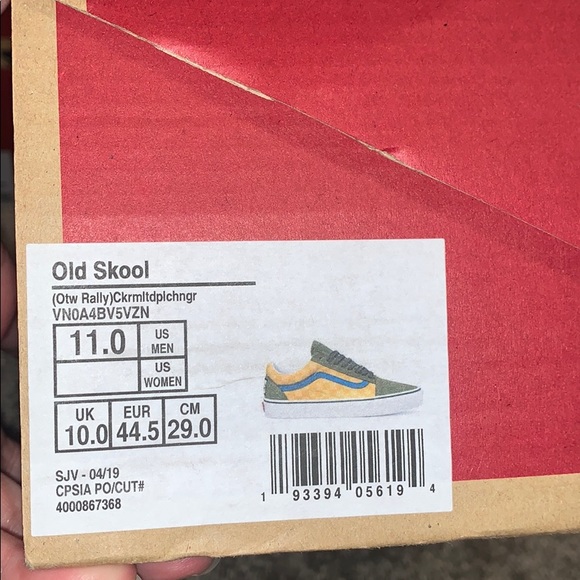 Old Skool
(Otw Rally)Ckrmltdplchngr
VN0A4BV5VZN
11.0 US MEN
US WOMEN
UK EUR CM
10.0 44.5 29.0
SJV - 04/19
CPSIA PO/CUT#
4000867368
1 93394 05619 4